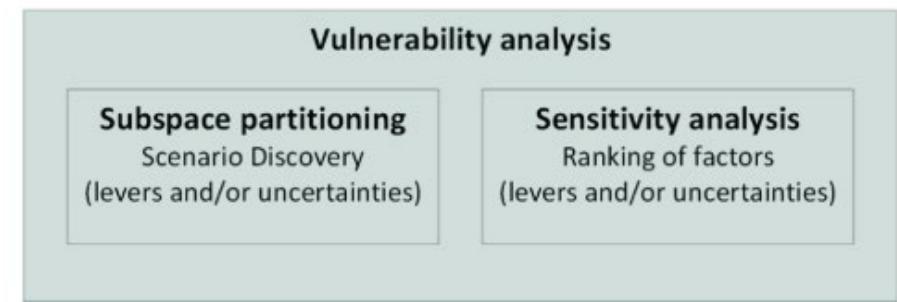 Vulnerability analysis
Subspace partitioning
Scenario Discovery
(levers and/or uncertainties)
Sensitivity analysis
Ranking of factors
(levers and/or uncertainties)